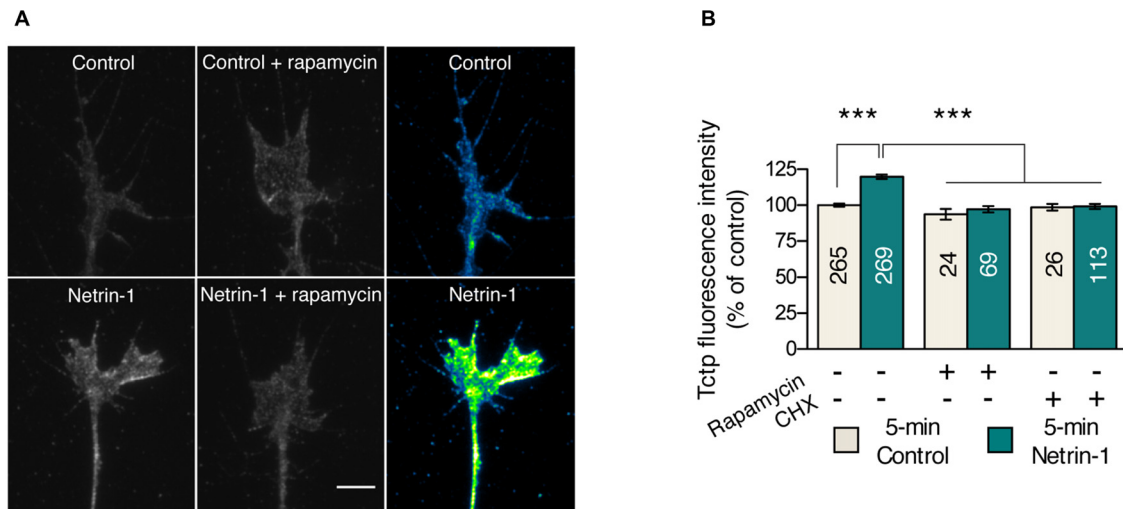 A
Control
Control + rapamycin
Control
Netrin-1
Netrin-1 + rapamycin
Netrin-1
B
*** ***
Tctp fluorescence intensity
(% of control)
125
100
75
50
25
0
265 269 24 69 26 113
Rapamycin - - + + - -
CHX - - - - + +
5-min
Control
5-min
Netrin-1